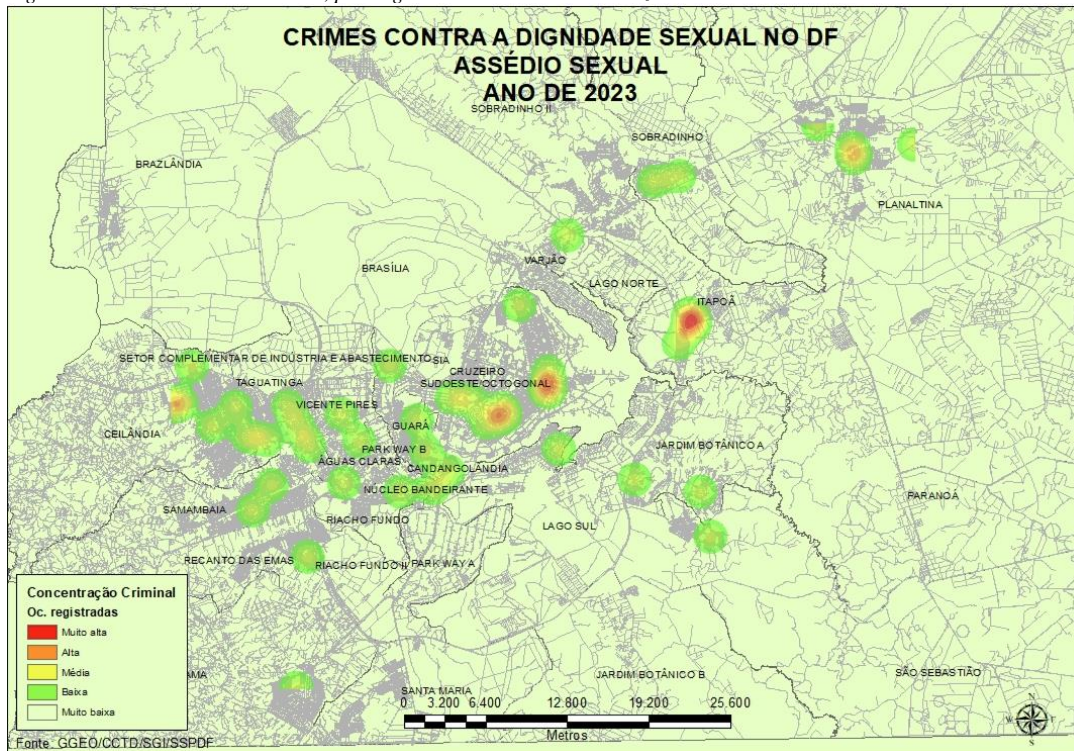 CRIMES CONTRA A DIGNIDADE SEXUAL NO DF
ASSÉDIO SEXUAL
ANO DE 2023
SOBRADINHO II
SOBRADINHO
BRAZLÂNDIA
PLANALTINA
VARJÃO
BRASÍLIA
LAGO NORTE
ITAPOÃ
SETOR COMPLEMENTAR DE INDÚSTRIA E ABASTECIMENTO
SIA
CRUZEIRO
TAGUATINGA
SUDOESTE/OCTOGONAL
VICENTE PIRES
GUARÁ
CEILÂNDIA
PARK WAY B
JARDIM BOTÂNICO A
ÁGUAS CLARAS
CANDANGOLÂNDIA
NÚCLEO BANDEIRANTE
PARANOÁ
SAMAMBAIA
RIACHO FUNDO
LAGO SUL
RECANTO DAS EMAS
RIACHO FUNDO II
PARK WAY A
Concentração Criminal
Oc. registradas
Muito alta
Alta
Média
Baixa
Muito baixa
AMA
JARDIM BOTÂNICO B
SÃO SEBASTIÃO
SANTA MARIA
0 3.200 6.400 12.800 19.200 25.600
Metros
N
W E
S
Fonte: GGEO/CCTD/SGI/SSPDF